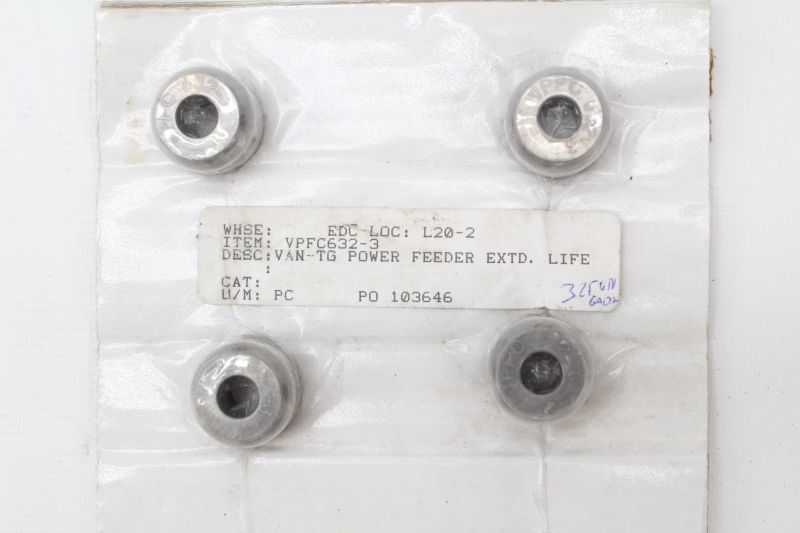 WHSE: EDC LOC: L20-2
ITEM: VPFC632-3
DESC:VAN-TG POWER FEEDER EXTD. LIFE
:
CAT:
U/M: PC PO 103646